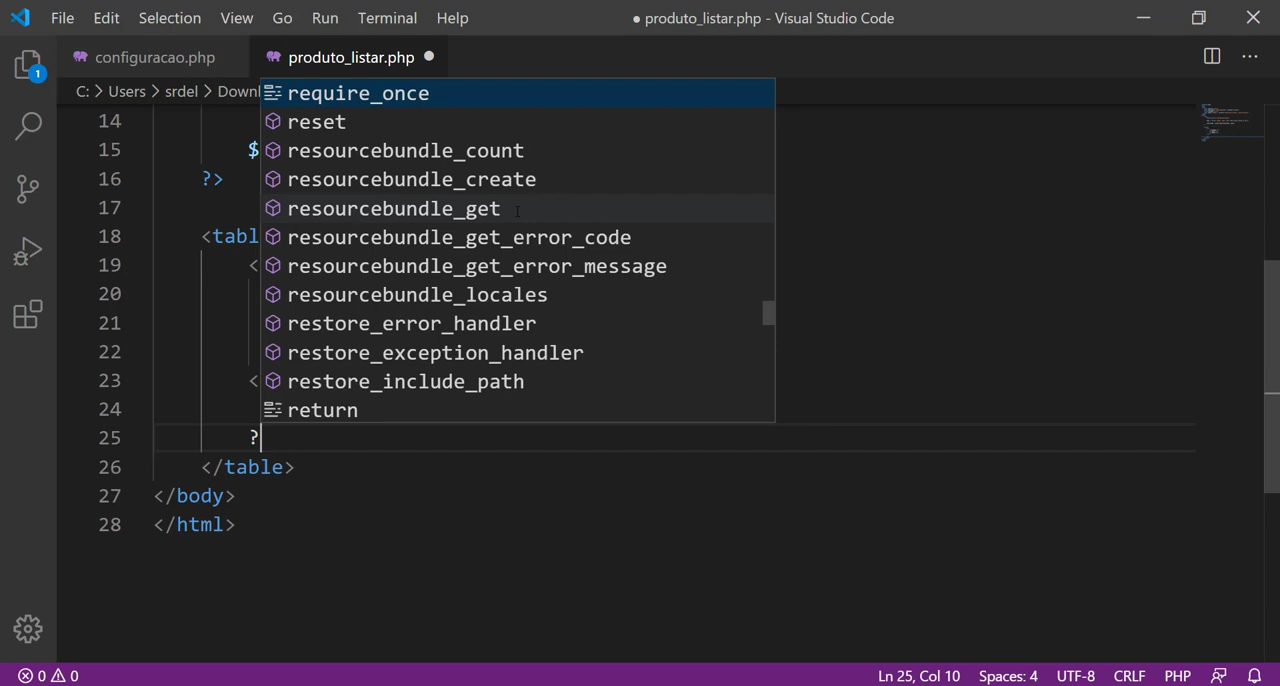 File Edit Selection View Go Run Terminal Help ● produto_listar.php - Visual Studio Code
configuracao.php produto_listar.php ●
C: > Users > srdel > Downl
1
require_once
14 reset
15 $ resourcebundle_count
16 ?> resourcebundle_create
17 resourcebundle_get
18 <tabl resourcebundle_get_error_code
19 < resourcebundle_get_error_message
20 resourcebundle_locales
21 restore_error_handler
22 restore_exception_handler
23 < restore_include_path
24 return
25 ?
26 </table>
27 </body>
28 </html>
0 0 Ln 25, Col 10 Spaces: 4 UTF-8 CRLF PHP